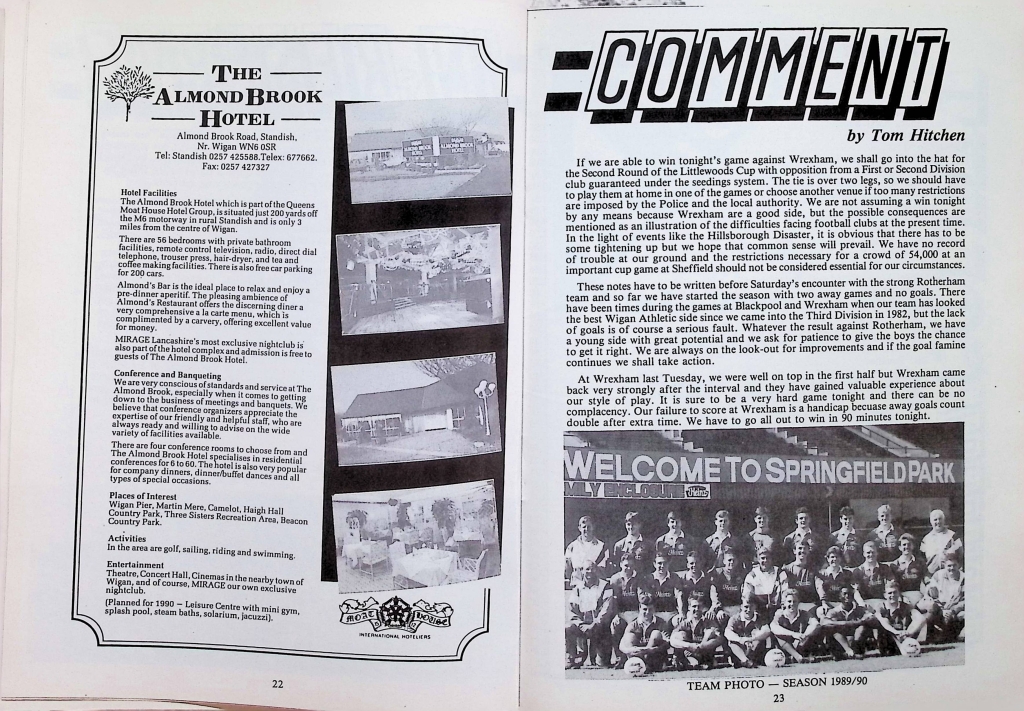 THE
ALMOND BROOK
HOTEL
Almond Brook Road, Standish,
Nr. Wigan WN6 0SR
Tel: Standish 0257 425588. Telex: 677662.
Fax: 0257 427327
Hotel Facilities
The Almond Brook Hotel which is part of the Queens
Moat House Hotel Group, is situated just 200 yards off
the M6 motorway in rural Standish and is only 3
miles from the centre of Wigan.
There are 56 bedrooms with private bathroom
facilities, remote control television, radio, direct dial
telephone, trouser press, hair-dryer, and tea and
coffee making facilities. There is also free car parking
for 200 cars.
Almond's Bar is the ideal place to relax and enjoy a
pre-dinner aperitif. The pleasing ambience of
Almond's Restaurant offers the discerning diner a
very comprehensive a la carte menu, which is
complimented by a carvery, offering excellent value
for money.
MIRAGE Lancashire's most exclusive nightclub is
also part of the hotel complex and admission is free to
guests of The Almond Brook Hotel.
Conference and Banqueting
We are very conscious of standards and service at The
Almond Brook, especially when it comes to getting
down to the business of meetings and banquets. We
believe that conference organizers appreciate the
expertise of our friendly and helpful staff, who are
always ready and willing to advise on the wide
variety of facilities available.
There are four conference rooms to choose from and
The Almond Brook Hotel specialises in residential
conferences for 6 to 60. The hotel is also very popular
for company dinners, dinner/buffet dances and all
types of special occasions.
Places of Interest
Wigan Pier, Martin Mere, Camelot, Haigh Hall
Country Park, Three Sisters Recreation Area, Beacon
Country Park.
Activities
In the area are golf, sailing, riding and swimming.
Entertainment
Theatre, Concert Hall, Cinemas in the nearby town of
Wigan, and of course, MIRAGE our own exclusive
nightclub.
(Planned for 1990 — Leisure Centre with mini gym,
splash pool, steam baths, solarium, jacuzzi).
ALMOND BROOK
HOTEL
MOAT HOUSE
INTERNATIONAL HOTELIERS
22
COMMENT
by Tom Hitchen
If we are able to win tonight's game against Wrexham, we shall go into the hat for
the Second Round of the Littlewoods Cup with opposition from a First or Second Division
club guaranteed under the seedings system. The tie is over two legs, so we should have
to play them at home in one of the games or choose another venue if too many restrictions
are imposed by the Police and the local authority. We are not assuming a win tonight
by any means because Wrexham are a good side, but the possible consequences are
mentioned as an illustration of the difficulties facing football clubs at the present time.
In the light of events like the Hillsborough Disaster, it is obvious that there has to be
some tightening up but we hope that common sense will prevail. We have no record
of trouble at our ground and the restrictions necessary for a crowd of 54,000 at an
important cup game at Sheffield should not be considered essential for our circumstances.
These notes have to be written before Saturday's encounter with the strong Rotherham
team and so far we have started the season with two away games and no goals. There
have been times during the games at Blackpool and Wrexham when our team has looked
the best Wigan Athletic side since we came into the Third Division in 1982, but the lack
of goals is of course a serious fault. Whatever the result against Rotherham, we have
a young side with great potential and we ask for patience to give the boys the chance
to get it right. We are always on the look-out for improvements and if the goal famine
continues we shall take action.
At Wrexham last Tuesday, we were well on top in the first half but Wrexham came
back very strongly after the interval and they have gained valuable experience about
our style of play. It is sure to be a very hard game tonight and there can be no
complacency. Our failure to score at Wrexham is a handicap becuase away goals count
double after extra time. We have to go all out to win in 90 minutes tonight.
WELCOME TO SPRINGFIELD PARK
MILY ENCLOSURE Heinz
TEAM PHOTO — SEASON 1989/90
23